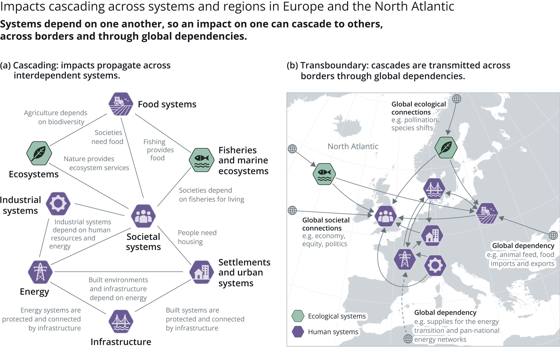 Impacts cascading across systems and regions in Europe and the North Atlantic
Systems depend on one another, so an impact on one can cascade to others,
across borders and through global dependencies.
(a) Cascading: impacts propagate across
interdependent systems.
Food systems
Agriculture depends
on biodiversity
Societies
need food
Fishing
provides
food
Nature provides
ecosystem services
Ecosystems
Fisheries
and marine
ecosystems
Industrial
systems
Societies depend
on fisheries for living
Industrial systems
depend on human
resources and
energy
Societal
systems
People need
housing
Settlements
and urban
systems
Energy
Built environments
and infrastructure
depend on energy
Energy systems are
protected and connected
by infrastructure
Built systems are
protected and connected
by infrastructure
Infrastructure
(b) Transboundary: cascades are transmitted across
borders through global dependencies.
Global ecological
connections
e.g. pollination,
species shifts
North Atlantic
Global societal
connections
e.g. economy,
equity, politics
Global dependency
e.g. animal feed, food
imports and exports
Global dependency
e.g. supplies for the energy
transition and pan-national
energy networks
Ecological systems
Human systems